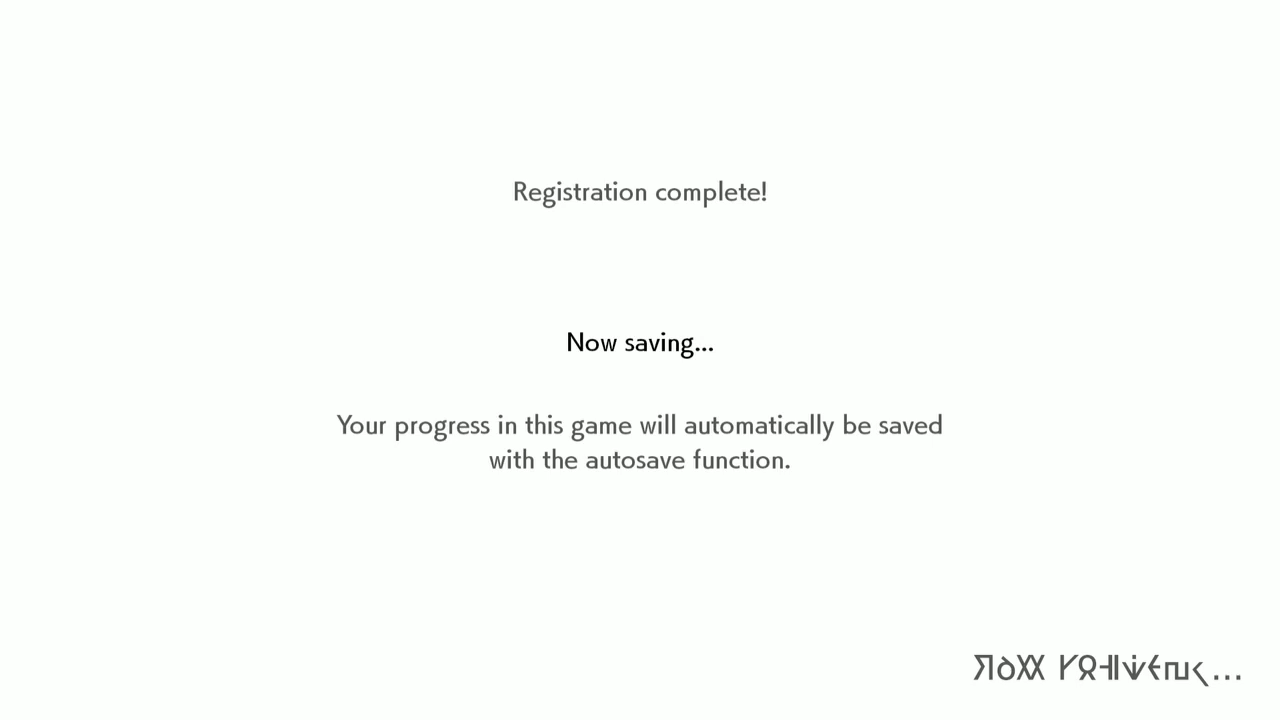 Registration complete!
Now saving...
Your progress in this game will automatically be saved
with the autosave function.